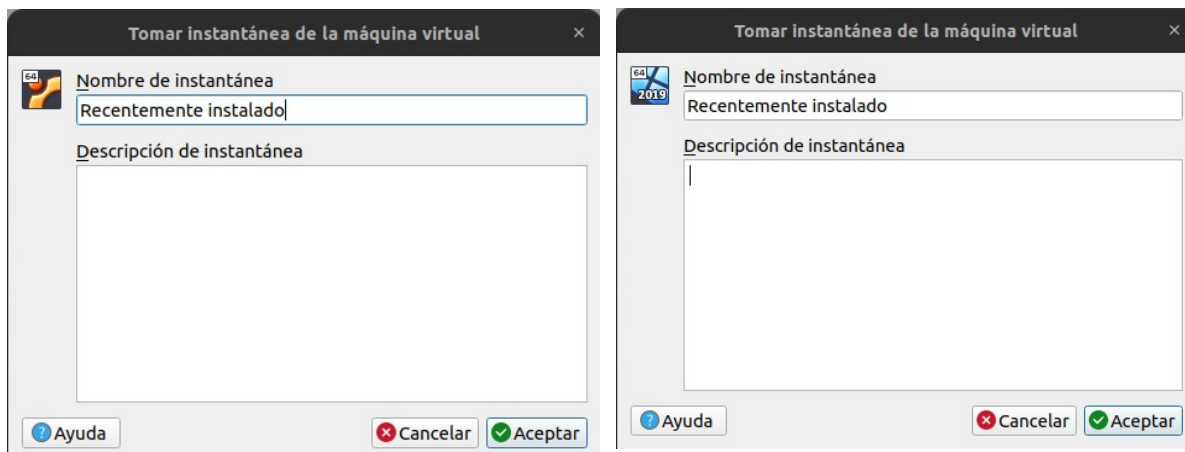 Tomar instantánea de la máquina virtual
64
Nombre de instantánea
Recentemente instalado
Descripción de instantánea
Ayuda
Cancelar
Aceptar
Tomar instantánea de la máquina virtual
64
2019
Nombre de instantánea
Recentemente instalado
Descripción de instantánea
Ayuda
Cancelar
Aceptar